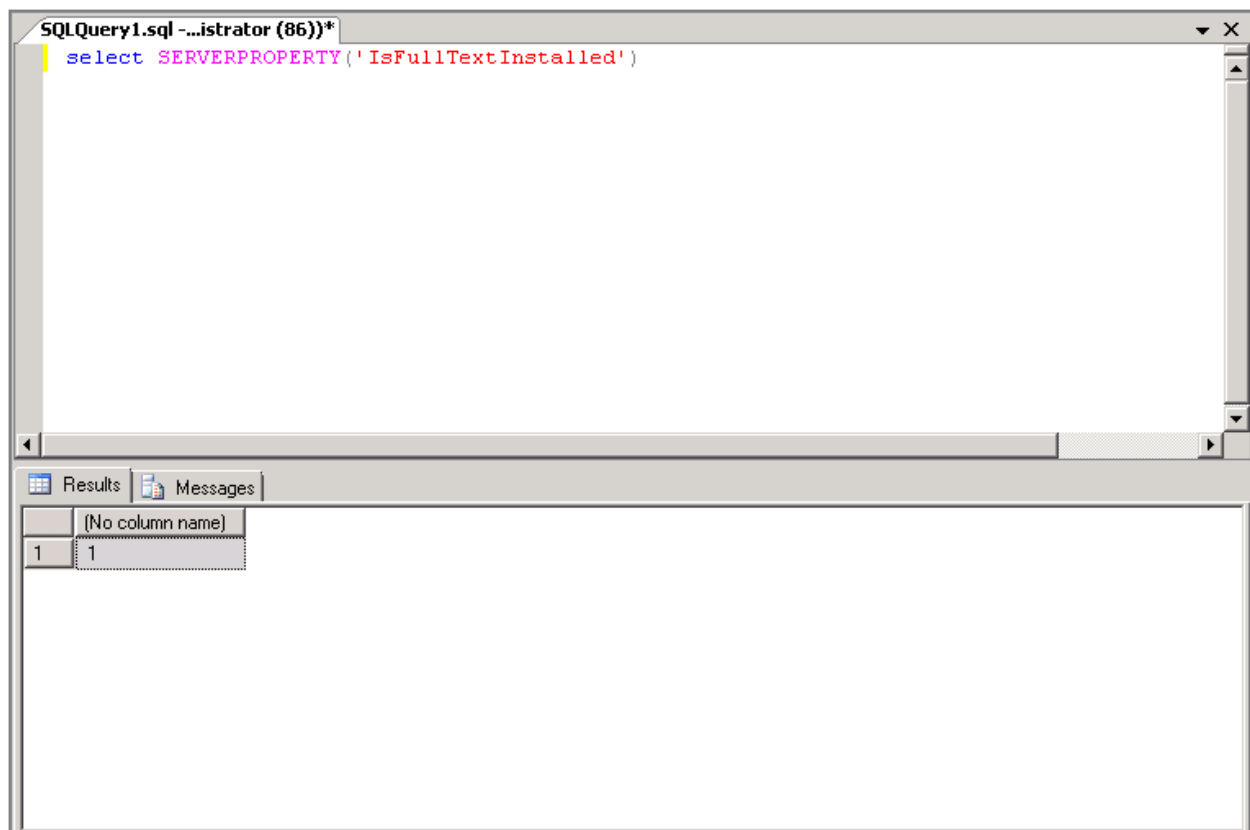 SQLQuery1.sql -...istrator (86))*
select SERVERPROPERTY('IsFullTextInstalled')
Results Messages
(No column name)
1 1